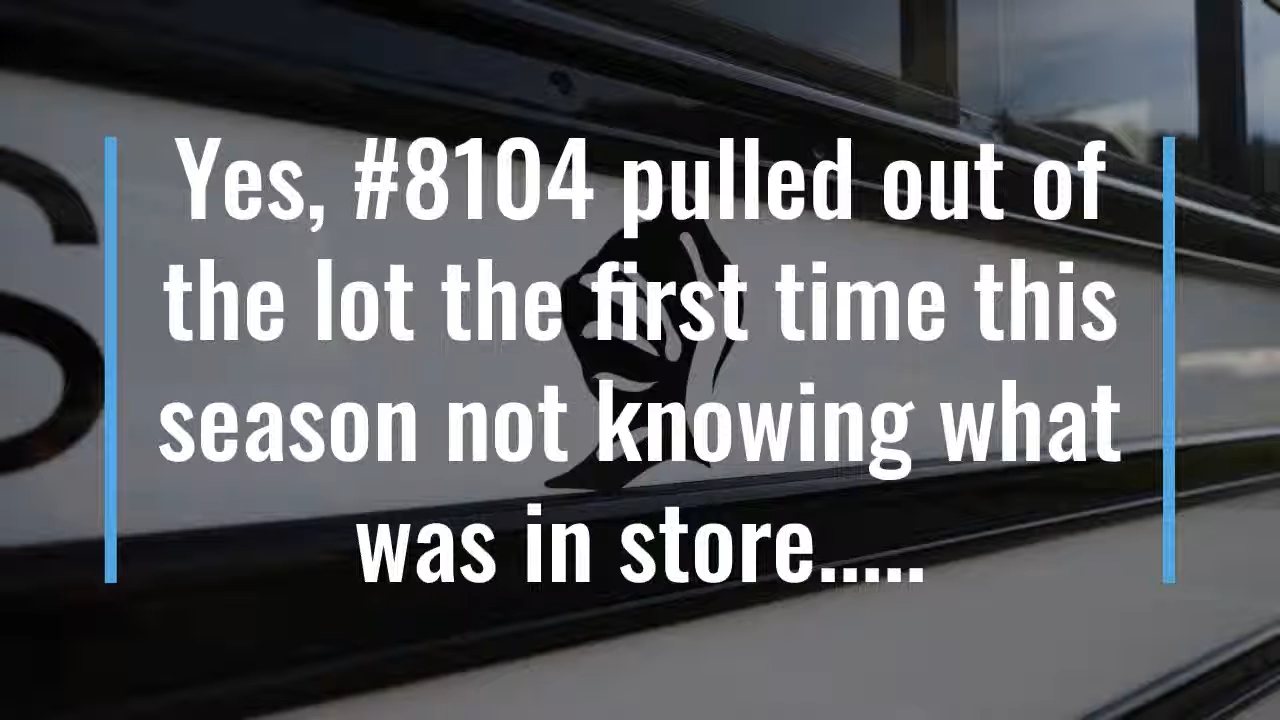 Yes, #8104 pulled out of
the lot the first time this
season not knowing what
was in store.....